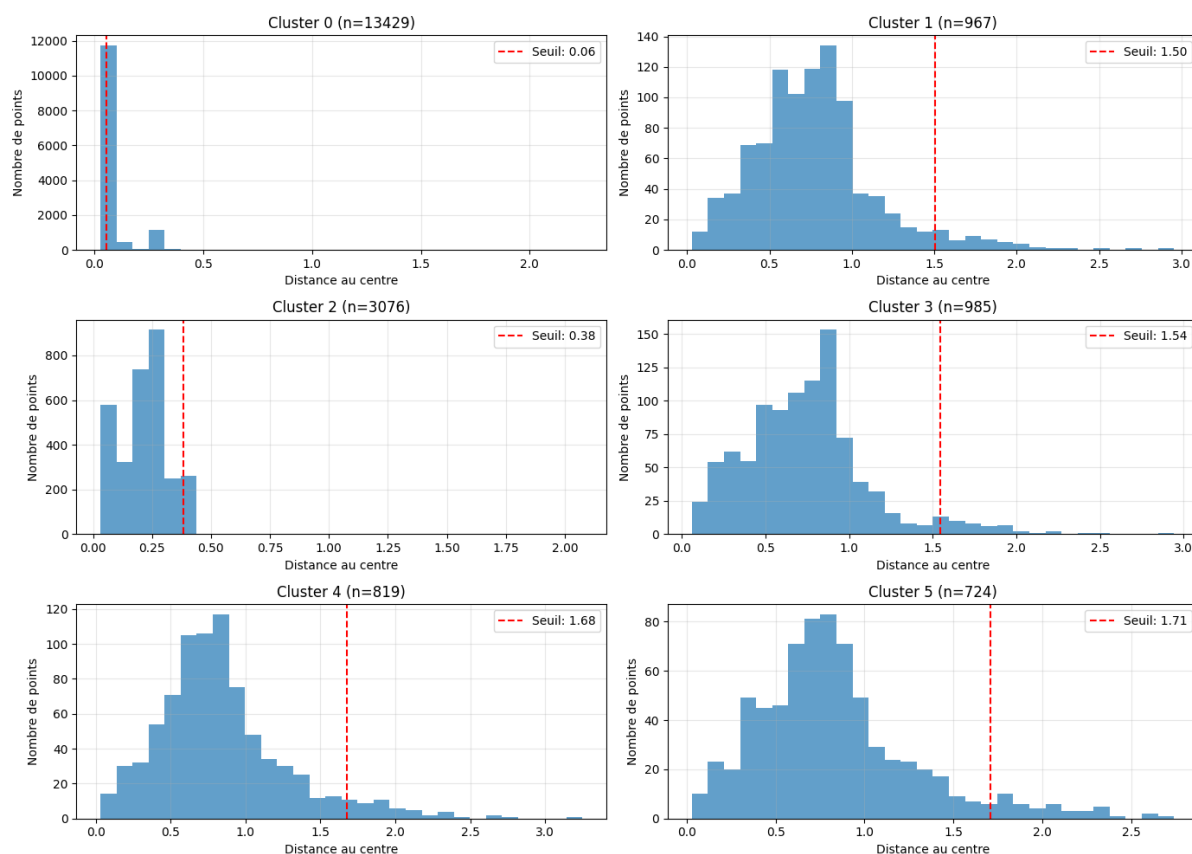 Cluster 0 (n=13429)
Nombre de points
12000
10000
8000
6000
4000
2000
0
Seuil: 0.06
0.0 0.5 1.0 1.5 2.0
Distance au centre
Cluster 1 (n=967)
Nombre de points
140
120
100
80
60
40
20
0
Seuil: 1.50
0.0 0.5 1.0 1.5 2.0 2.5 3.0
Distance au centre
Cluster 2 (n=3076)
Nombre de points
800
600
400
200
0
Seuil: 0.38
0.00 0.25 0.50 0.75 1.00 1.25 1.50 1.75 2.00
Distance au centre
Cluster 3 (n=985)
Nombre de points
150
125
100
75
50
25
0
Seuil: 1.54
0.0 0.5 1.0 1.5 2.0 2.5 3.0
Distance au centre
Cluster 4 (n=819)
Nombre de points
120
100
80
60
40
20
0
Seuil: 1.68
0.0 0.5 1.0 1.5 2.0 2.5 3.0
Distance au centre
Cluster 5 (n=724)
Nombre de points
80
60
40
20
0
Seuil: 1.71
0.0 0.5 1.0 1.5 2.0 2.5
Distance au centre